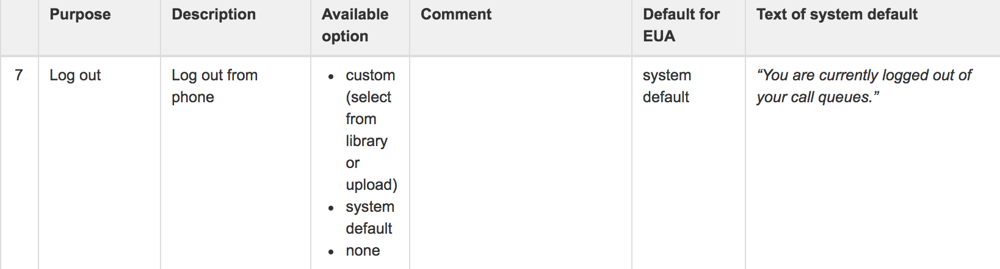 Purpose
Description
Available
option
Comment
Default for
EUA
Text of system default
7
Log out
Log out from
phone
• custom
(select
from
library
or
upload)
• system
default
• none
system
default
“You are currently logged out of
your call queues.”